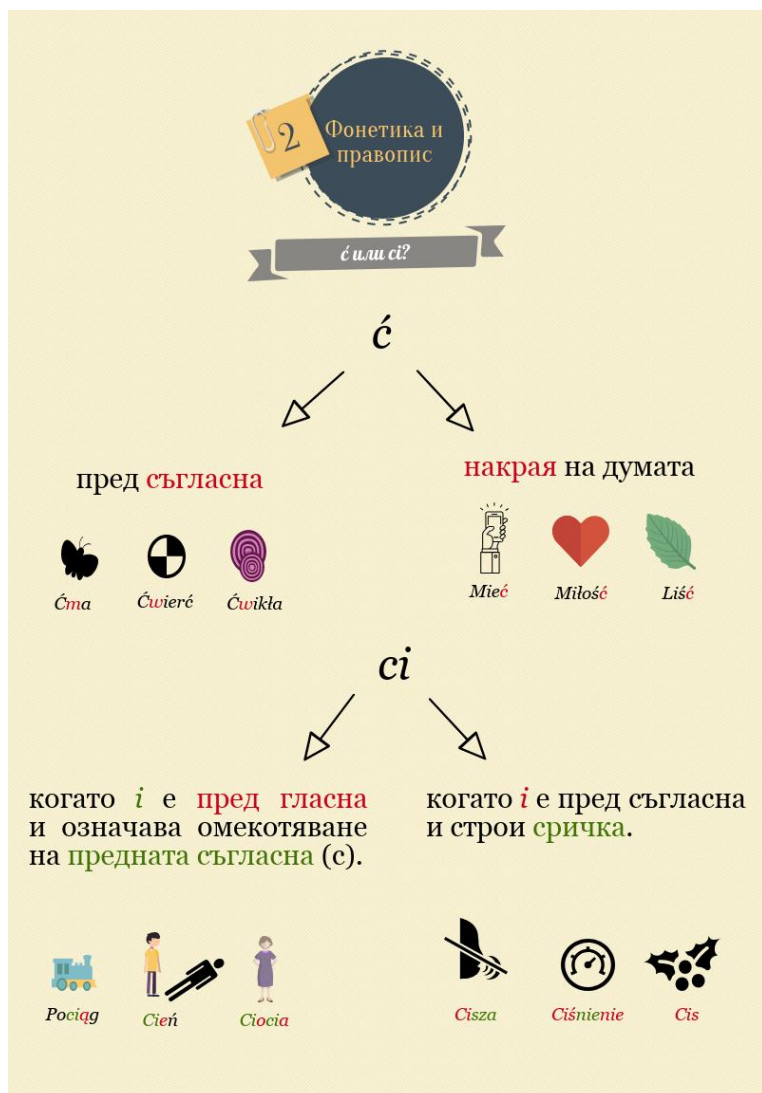 2
Фонетика и
правопис
ć или ci?
ć
пред съгласна
накрая на думата
Ćma
Ćwierć
Ćwikła
Mieć
Miłość
Liść
ci
когато i е пред гласна
и означава омекотяване
на предната съгласна (c).
когато i е пред съгласна
и строи сричка.
Pociąg
Cień
Ciocia
Cisza
Ciśnienie
Cis